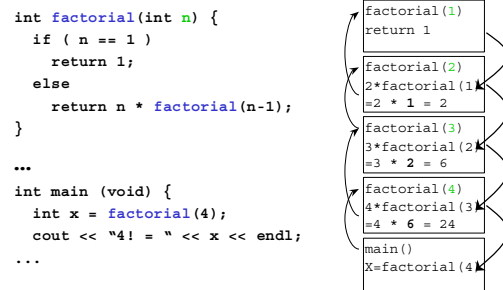 int factorial(int n) {
if ( n == 1 )
return 1;
else
return n * factorial(n-1);
}
...
int main (void) {
int x = factorial(4);
cout << “4! = “ << x << endl;
...
factorial(1)
return 1
factorial(2)
2*factorial(1
=2 * 1 = 2
factorial(3)
3*factorial(2)
=3 * 2 = 6
factorial(4)
4*factorial(3
=4 * 6 = 24
main()
X=factorial(4